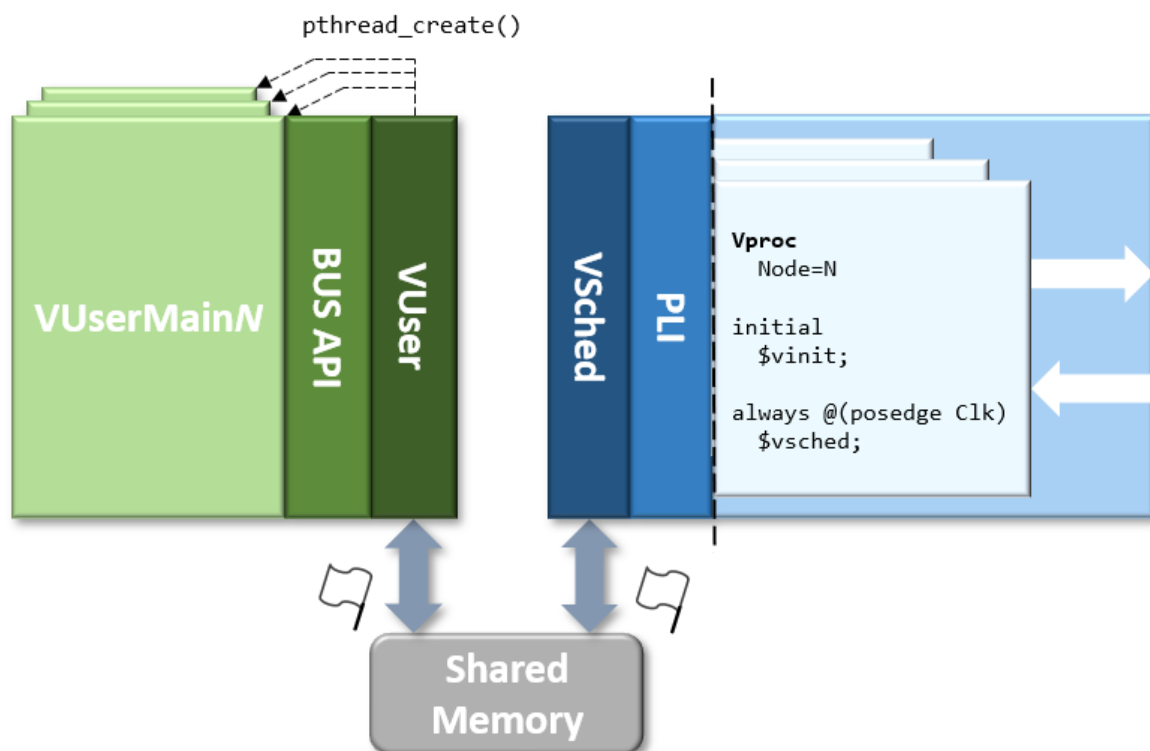 pthread_create()
VUserMainN
BUS API
VUser
VSched
PLI
Vproc
Node=N
initial
$vinit;
always @(posedge Clk)
$vsched;
Shared
Memory